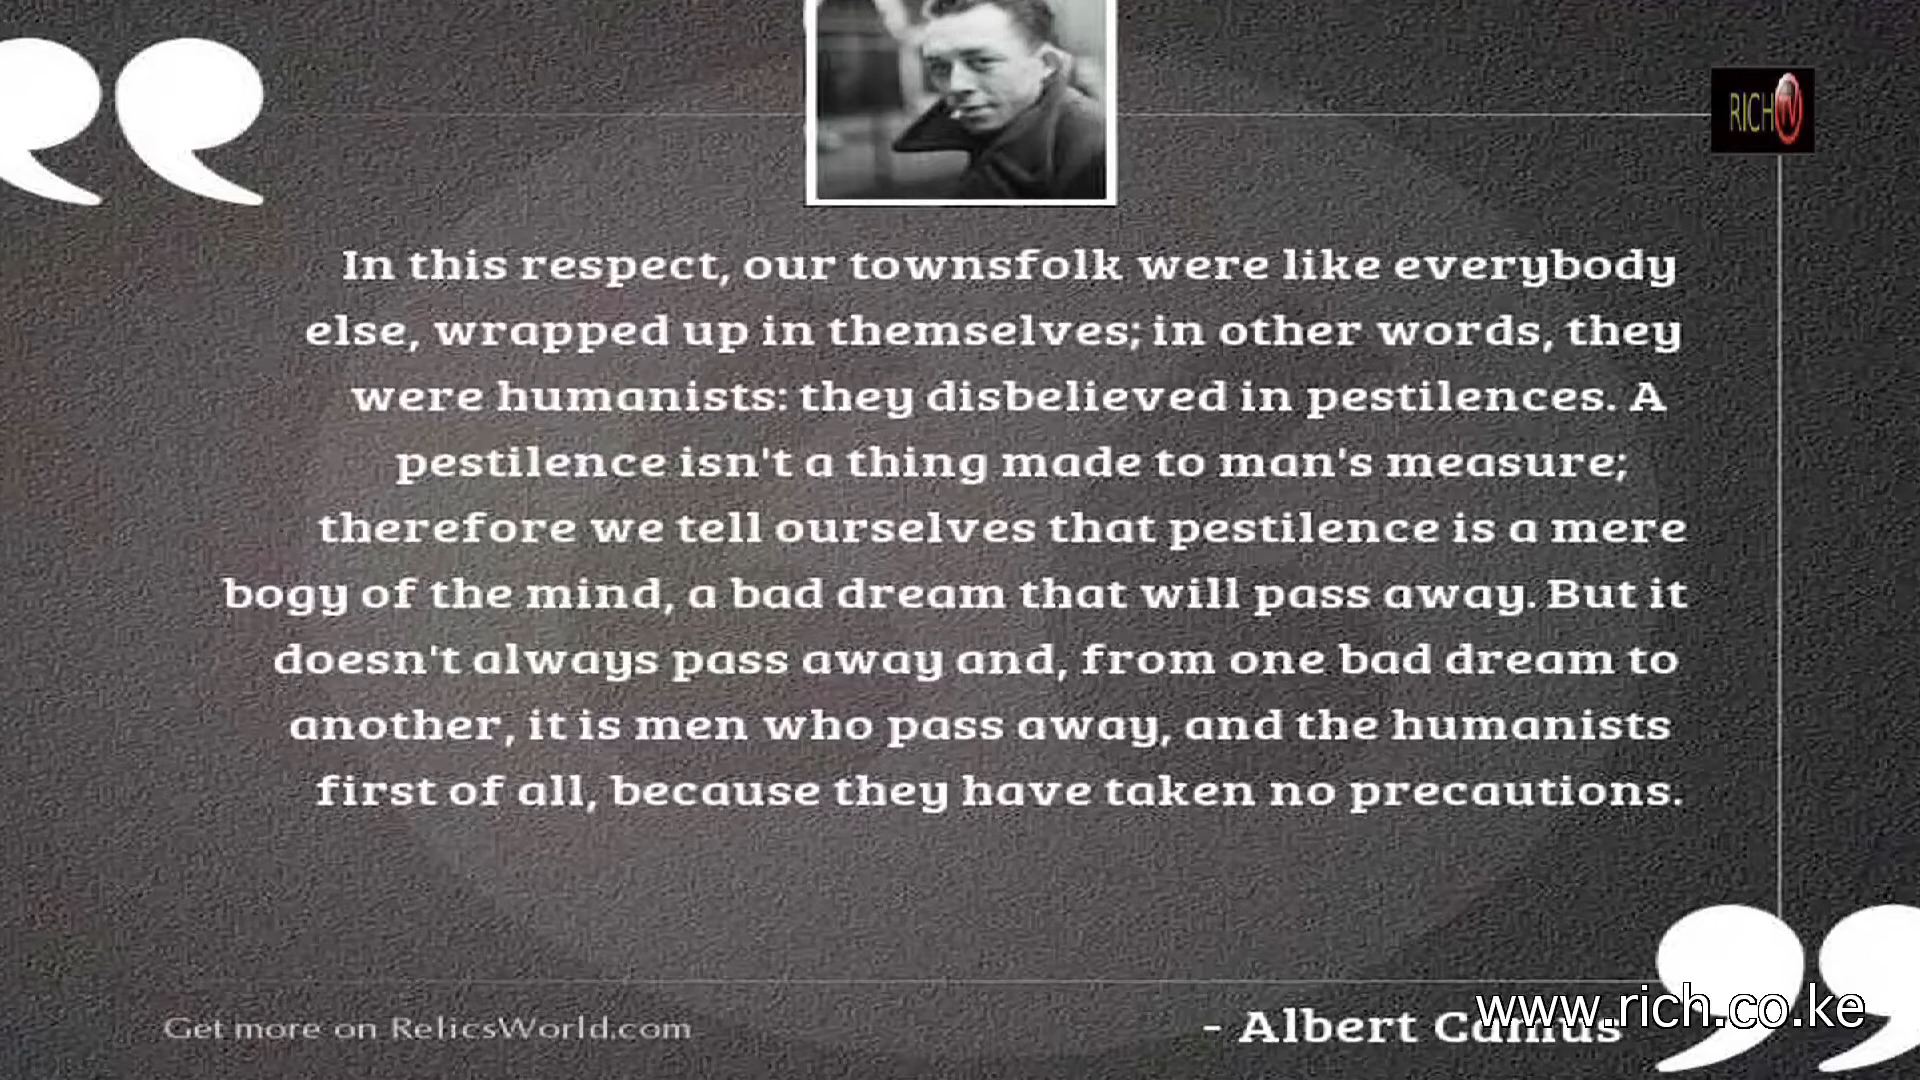 RICH TV
In this respect, our townsfolk were like everybody
else, wrapped up in themselves; in other words, they
were humanists: they disbelieved in pestilences. A
pestilence isn't a thing made to man's measure;
therefore we tell ourselves that pestilence is a mere
bogy of the mind, a bad dream that will pass away. But it
doesn't always pass away and, from one bad dream to
another, it is men who pass away, and the humanists
first of all, because they have taken no precautions.
Get more on RelicsWorld.com
- Albert Camus
www.rich.co.ke